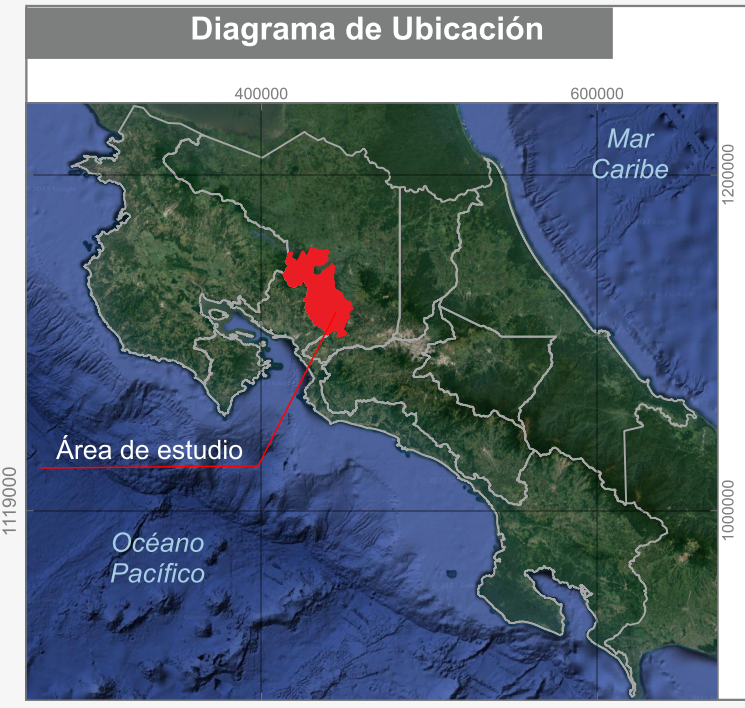 Diagrama de Ubicación
400000
600000
Mar
Caribe
1200000
Área de estudio
1119000
Océano
Pacífico
1000000